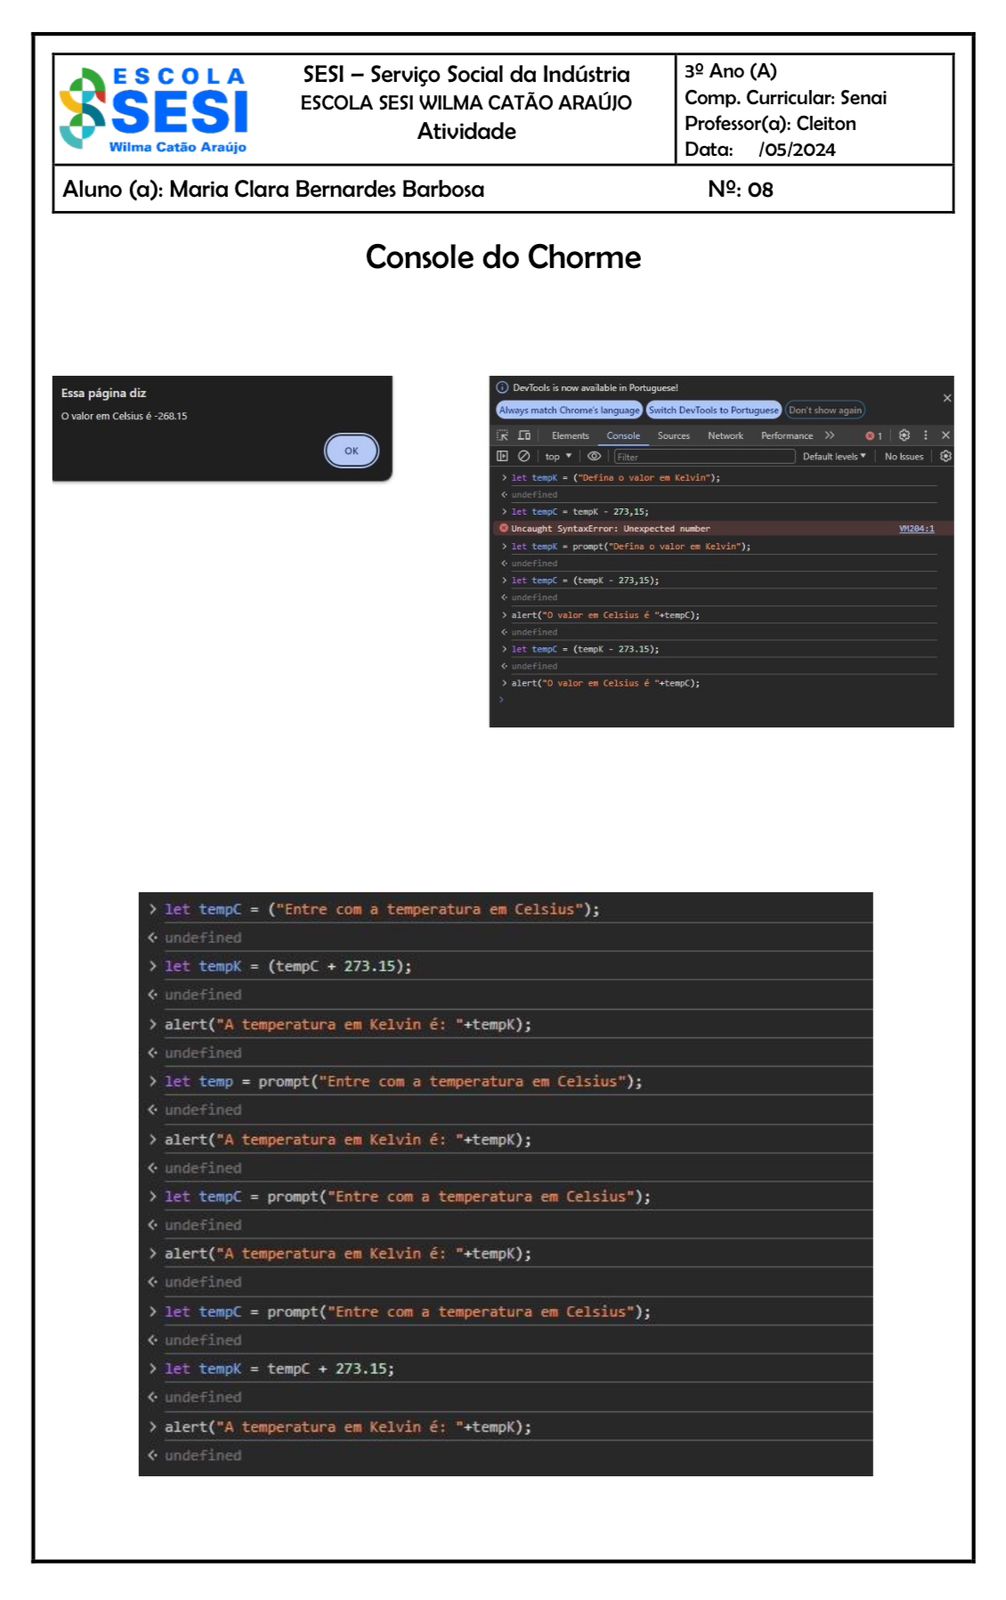 ESCOLA
SESI
Wilma Catão Araújo
SESI – Serviço Social da Indústria
ESCOLA SESI WILMA CATÃO ARAÚJO
Atividade
3º Ano (A)
Comp. Curricular: Senai
Professor(a): Cleiton
Data:    /05/2024
Aluno (a): Maria Clara Bernardes Barbosa
Nº: 08
Console do Chorme
Essa página diz
O valor em Celsius é -268.15
OK
DevTools is now available in Portuguese!
Always match Chrome's language Switch DevTools to Portuguese Don't show again
Elements Console Sources Network Performance >> 1
top ▼ Filter Default levels ▼ No Issues
> let tempK = ("Defina o valor em Kelvin");
undefined
> let tempC = tempK - 273,15;
Uncaught SyntaxError: Unexpected number VM204:1
> let tempK = prompt("Defina o valor em Kelvin");
undefined
> let tempC = (tempK - 273,15);
undefined
> alert("O valor em Celsius é "+tempC);
undefined
> let tempC = (tempK - 273.15);
undefined
> alert("O valor em Celsius é "+tempC);
>
> let tempC = ("Entre com a temperatura em Celsius");
undefined
> let tempK = (tempC + 273.15);
undefined
> alert("A temperatura em Kelvin é: "+tempK);
undefined
> let temp = prompt("Entre com a temperatura em Celsius");
undefined
> alert("A temperatura em Kelvin é: "+tempK);
undefined
> let tempC = prompt("Entre com a temperatura em Celsius");
undefined
> alert("A temperatura em Kelvin é: "+tempK);
undefined
> let tempC = prompt("Entre com a temperatura em Celsius");
undefined
> let tempK = tempC + 273.15;
undefined
> alert("A temperatura em Kelvin é: "+tempK);
undefined